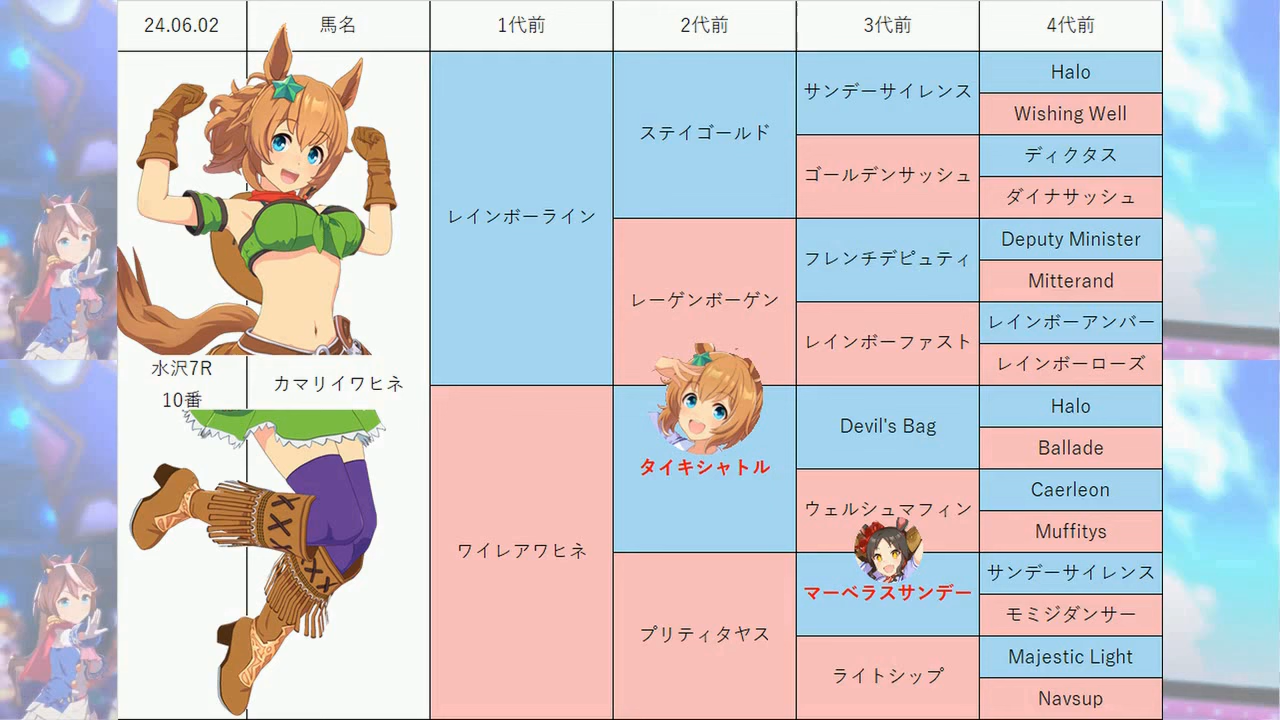 24.06.02
馬名
1代前
2代前
3代前
4代前
水沢7R
10番
カマリイワヒネ
レインボーライン
ワイレアワヒネ
ステイゴールド
レーゲンボーゲン
タイキシャトル
プリティタヤス
サンデーサイレンス
ゴールデンサッシュ
フレンチデピュティ
レインボーファスト
Devil's Bag
ウェルシュマフィン
マーベラスサンデー
ライトシップ
Halo
Wishing Well
ディクタス
ダイナサッシュ
Deputy Minister
Mitterand
レインボーアンバー
レインボーローズ
Halo
Ballade
Caerleon
Muffitys
サンデーサイレンス
モミジダンサー
Majestic Light
Navsup